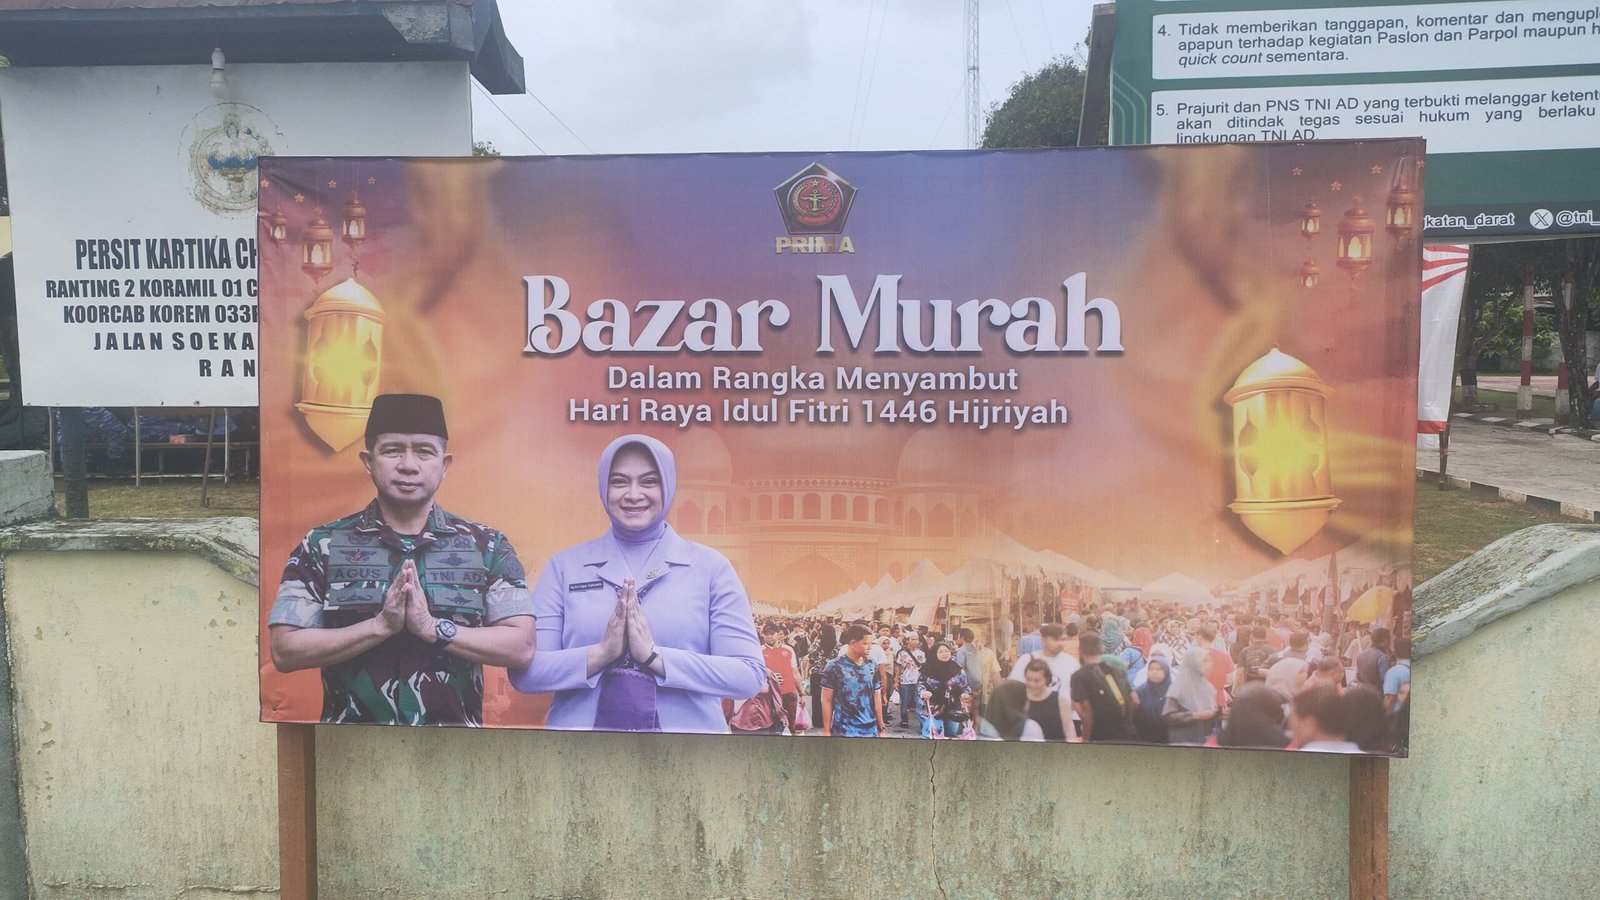 PERSIT KARTIKA CH
RANTING 2 KORAMIL 01 C
KOORCAB KOREM 033
JALAN SOEKA
RAN
4. Tidak memberikan tanggapan, komentar dan mengupl
apapun terhadap kegiatan Paslon dan Parpol maupun h
quick count sementara.
5. Prajurit dan PNS TNI AD yang terbukti melanggar ketent
akan ditindak tegas sesuai hukum yang berlaku
lingkungan TNI AD.
katan_darat @tni_
PRIMA
Bazar Murah
Dalam Rangka Menyambut
Hari Raya Idul Fitri 1446 Hijriyah
AGUS TNI AD